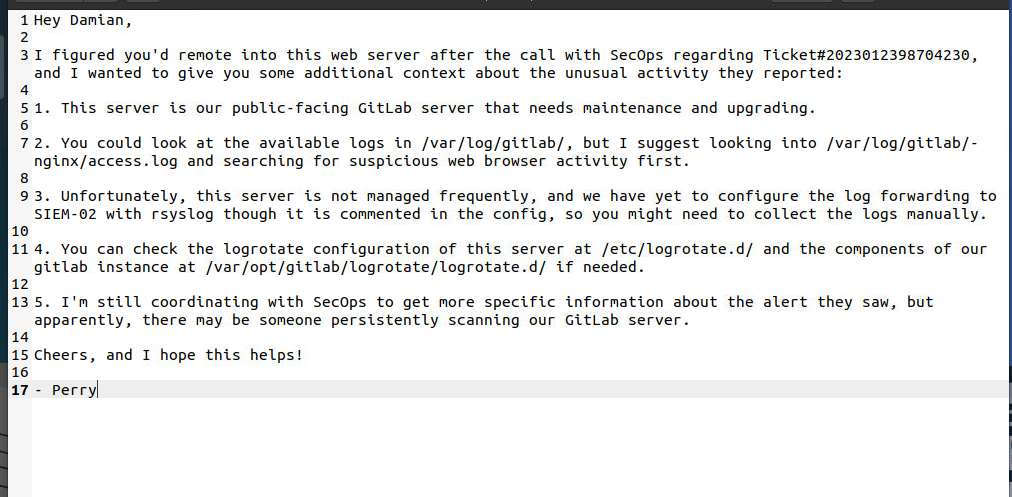 1 Hey Damian,
2
3 I figured you'd remote into this web server after the call with SecOps regarding Ticket#2023012398704230,
and I wanted to give you some additional context about the unusual activity they reported:
4
5 1. This server is our public-facing GitLab server that needs maintenance and upgrading.
6
7 2. You could look at the available logs in /var/log/gitlab/, but I suggest looking into /var/log/gitlab/-
nginx/access.log and searching for suspicious web browser activity first.
8
9 3. Unfortunately, this server is not managed frequently, and we have yet to configure the log forwarding to
SIEM-02 with rsyslog though it is commented in the config, so you might need to collect the logs manually.
10
11 4. You can check the logrotate configuration of this server at /etc/logrotate.d/ and the components of our
gitlab instance at /var/opt/gitlab/logrotate/logrotate.d/ if needed.
12
13 5. I'm still coordinating with SecOps to get more specific information about the alert they saw, but
apparently, there may be someone persistently scanning our GitLab server.
14
15 Cheers, and I hope this helps!
16
17 - Perry